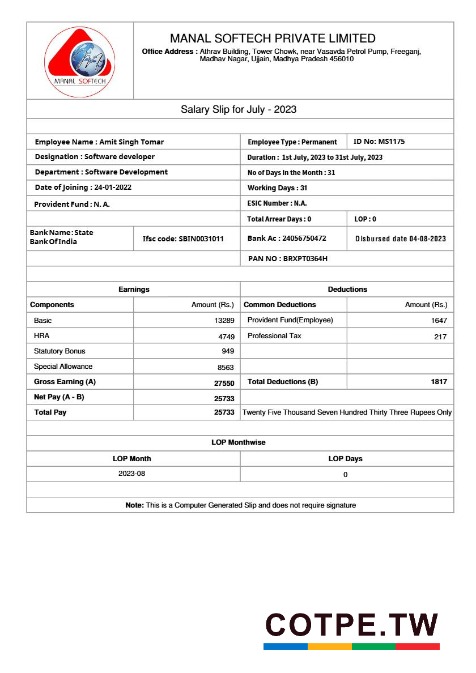 MANAL SOFTECH
MANAL SOFTECH PRIVATE LIMITED
Office Address : Athrav Building, Tower Chowk, near Vasavda Petrol Pump, Freeganj,
Madhav Nagar, Ujjain, Madhya Pradesh 456010
Salary Slip for July - 2023
Employee Name : Amit Singh Tomar Employee Type : Permanent ID No: MS1175
Designation : Software developer Duration : 1st July, 2023 to 31st July, 2023
Department : Software Development No of Days in the Month : 31
Date of Joining : 24-01-2022 Working Days : 31
Provident Fund : N. A. ESIC Number : N.A.
Total Arrear Days : 0 LOP : 0
Bank Name : State
Bank Of India Ifsc code: SBIN0031011 Bank Ac : 24056750472 Disbursed date 04-08-2023
PAN NO : BRXPT0364H
Earnings Deductions
Components Amount (Rs.) Common Deductions Amount (Rs.)
Basic 13289 Provident Fund(Employee) 1647
HRA 4749 Professional Tax 217
Statutory Bonus 949
Special Allowance 8563
Gross Earning (A) 27550 Total Deductions (B) 1817
Net Pay (A - B) 25733
Total Pay 25733 Twenty Five Thousand Seven Hundred Thirty Three Rupees Only
LOP Monthwise
LOP Month LOP Days
2023-08 0
Note: This is a Computer Generated Slip and does not require signature
COTPE.TW